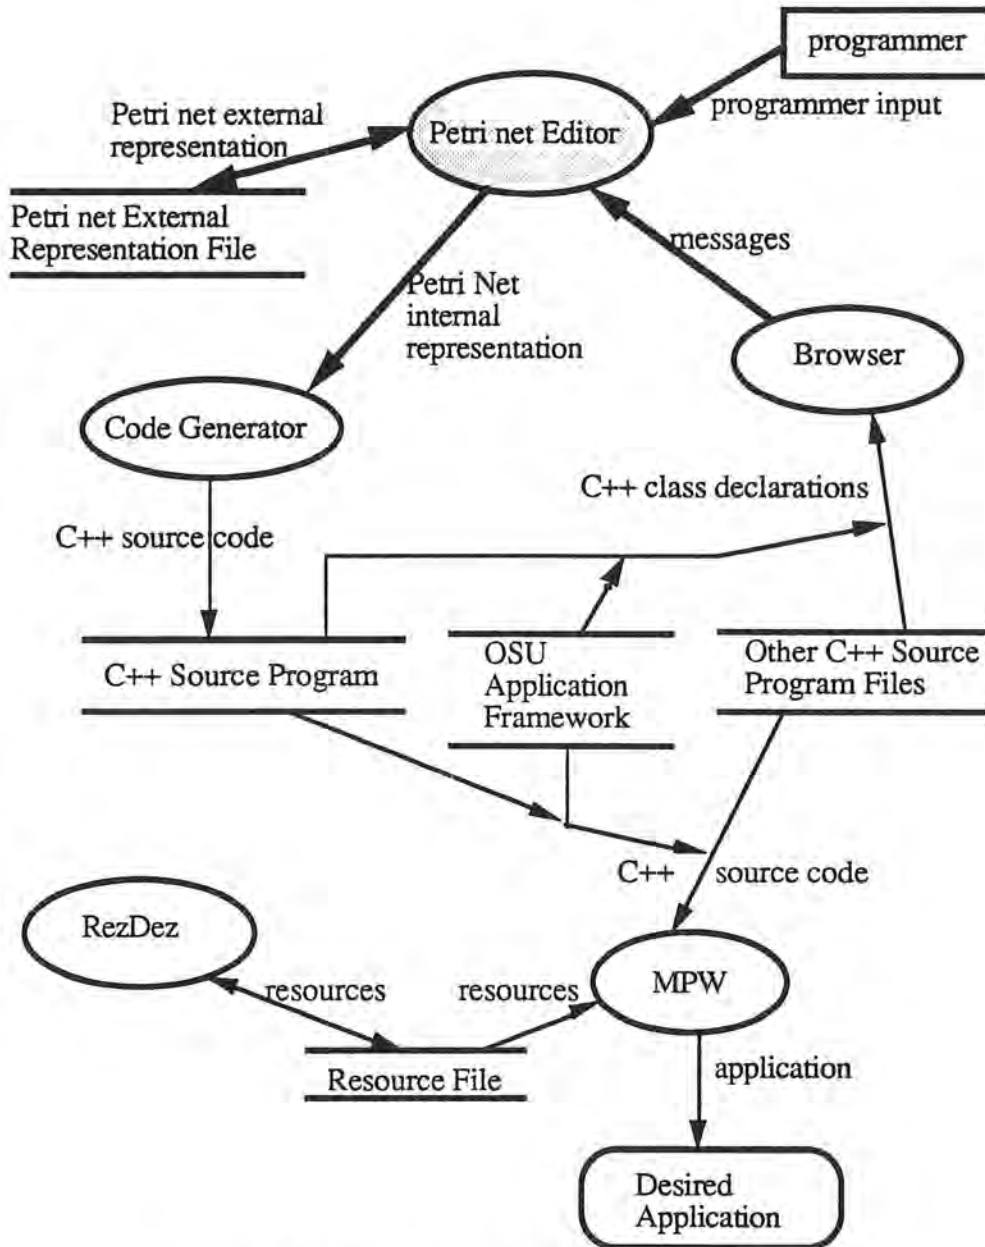 programmer
programmer input
Petri net external
representation
Petri net Editor
Petri net External
Representation File
messages
Petri Net
internal
representation
Browser
Code Generator
C++ class declarations
C++ source code
C++ Source Program
OSU
Application
Framework
Other C++ Source
Program Files
C++ source code
RezDez
resources
resources
MPW
Resource File
application
Desired
Application